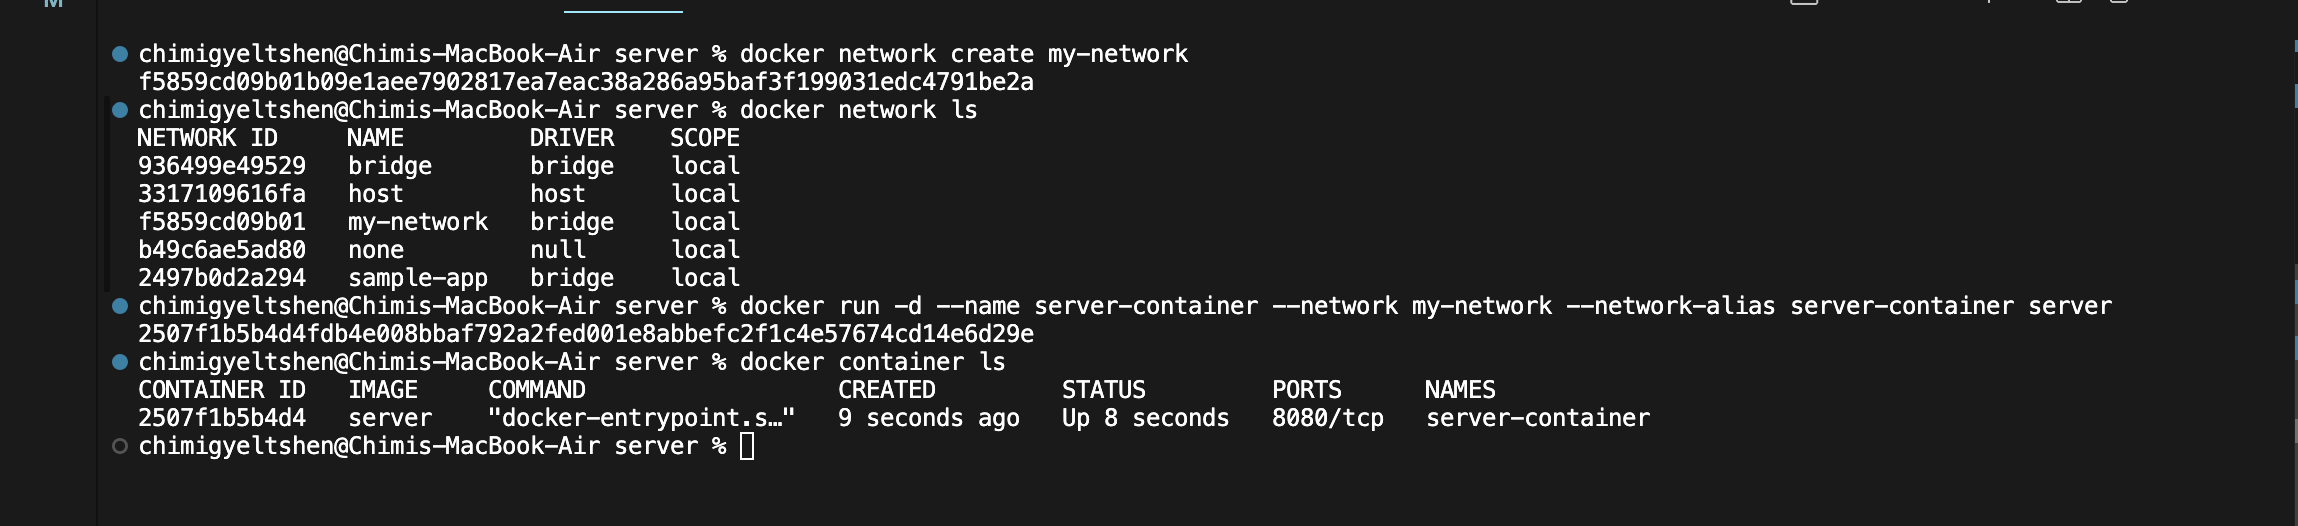 M
chimigyeltshen@Chimis-MacBook-Air server % docker network create my-network
f5859cd09b01b09e1aee7902817ea7eac38a286a95baf3f199031edc4791be2a
chimigyeltshen@Chimis-MacBook-Air server % docker network ls
NETWORK ID     NAME         DRIVER    SCOPE
936499e49529   bridge       bridge    local
3317109616fa   host         host      local
f5859cd09b01   my-network   bridge    local
b49c6ae5ad80   none         null      local
2497b0d2a294   sample-app   bridge    local
chimigyeltshen@Chimis-MacBook-Air server % docker run -d --name server-container --network my-network --network-alias server-container server
2507f1b5b4d4fdb4e008bbaf792a2fed001e8abbefc2f1c4e57674cd14e6d29e
chimigyeltshen@Chimis-MacBook-Air server % docker container ls
CONTAINER ID   IMAGE     COMMAND                  CREATED         STATUS         PORTS      NAMES
2507f1b5b4d4   server    "docker-entrypoint.s…"   9 seconds ago   Up 8 seconds   8080/tcp   server-container
chimigyeltshen@Chimis-MacBook-Air server %